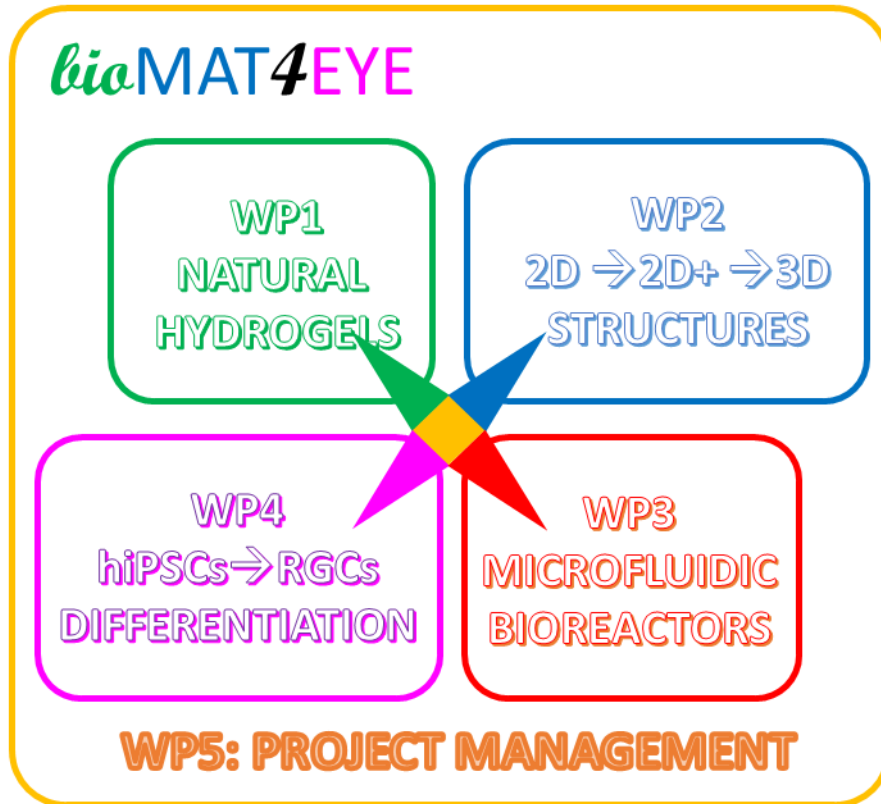 bioMAT4EYE
WP1
NATURAL
HYDROGELS
WP2
2D →2D+ →3D
STRUCTURES
WP4
hiPSCs→RGCs
DIFFERENTIATION
WP3
MICROFLUIDIC
BIOREACTORS
WP5: PROJECT MANAGEMENT